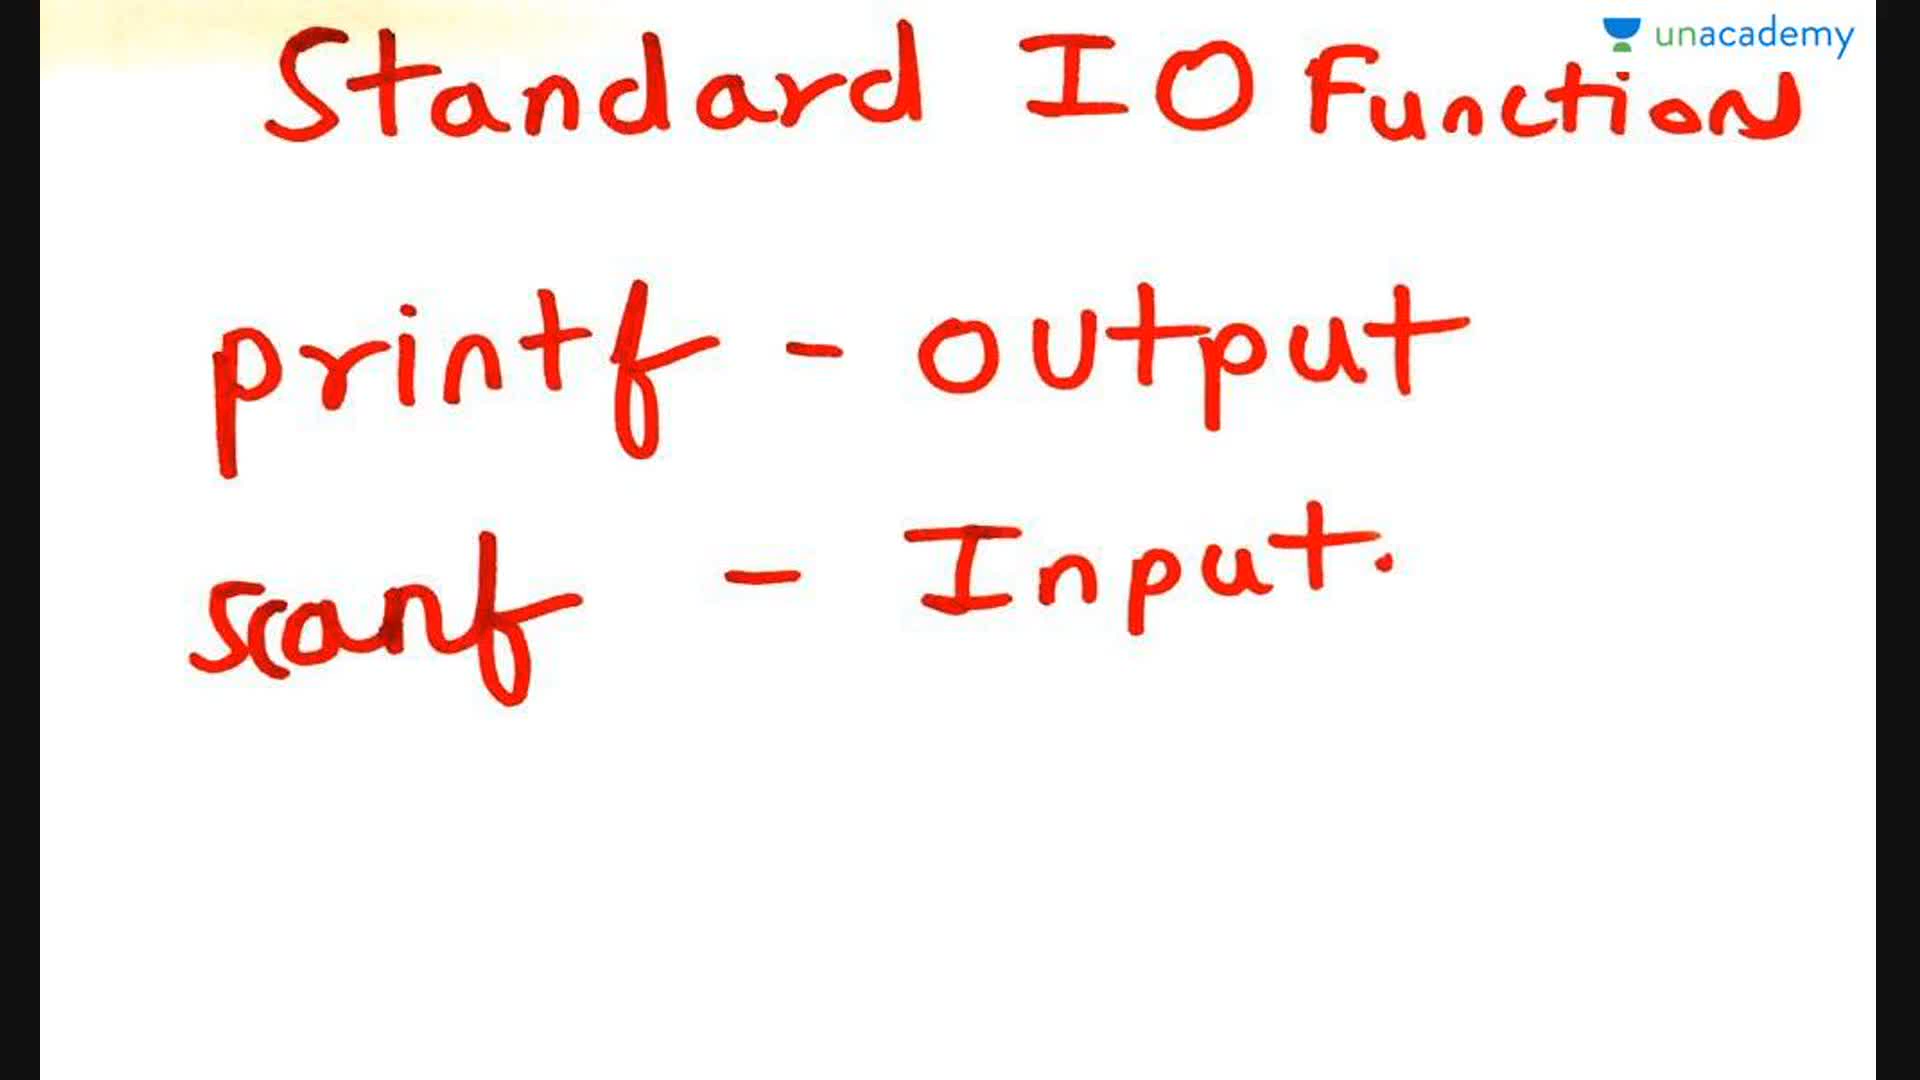 unacademy
Standard IO Function
printf - output
scanf - Input.